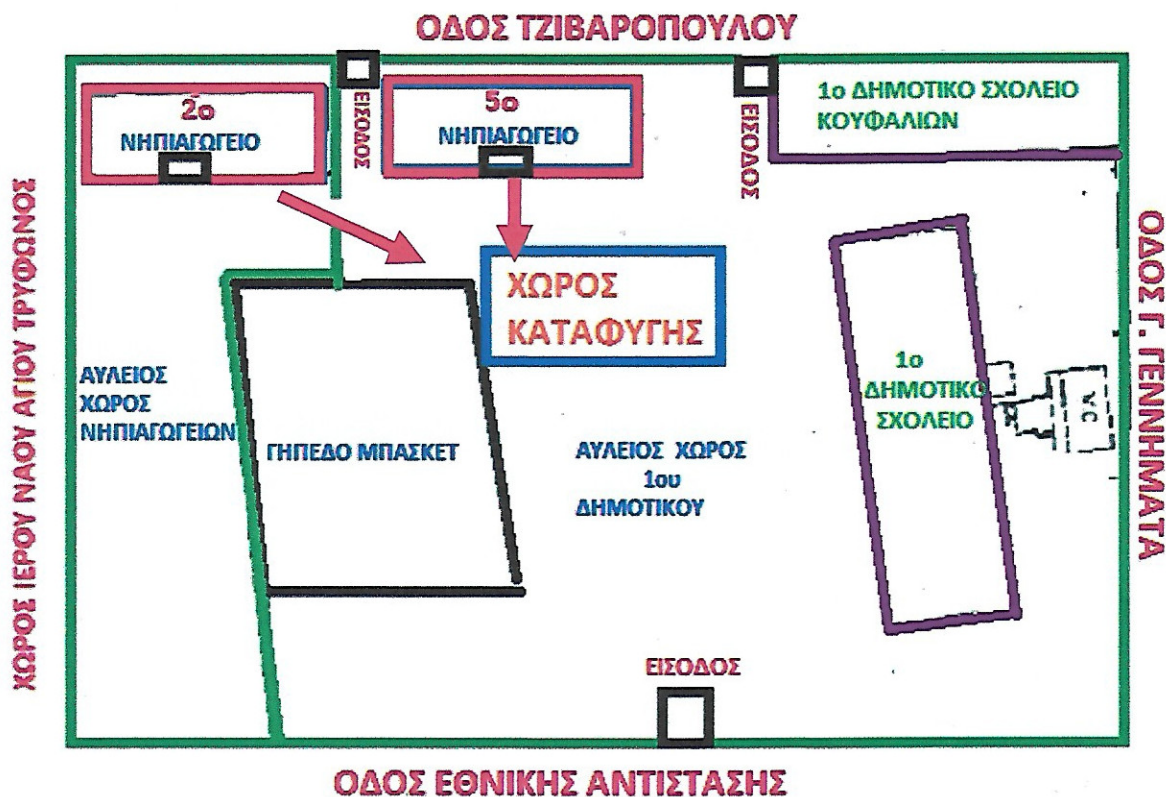 ΟΔΟΣ ΤΖΙΒΑΡΟΠΟΥΛΟΥ
2ο
ΝΗΠΙΑΓΩΓΕΙΟ
ΕΙΣΟΔΟΣ
5ο
ΝΗΠΙΑΓΩΓΕΙΟ
ΕΙΣΟΔΟΣ
1ο ΔΗΜΟΤΙΚΟ ΣΧΟΛΕΙΟ
ΚΟΥΦΑΛΙΩΝ
ΧΩΡΟΣ ΙΕΡΟΥ ΝΑΟΥ ΑΓΙΟΥ ΤΡΥΦΩΝΟΣ
ΧΩΡΟΣ
ΚΑΤΑΦΥΓΗΣ
ΟΔΟΣ Γ. ΓΕΝΝΗΜΑΤΑ
ΑΥΛΕΙΟΣ
ΧΩΡΟΣ
ΝΗΠΙΑΓΩΓΕΙΩΝ
ΓΗΠΕΔΟ ΜΠΑΣΚΕΤ
ΑΥΛΕΙΟΣ ΧΩΡΟΣ
1ου
ΔΗΜΟΤΙΚΟΥ
1ο
ΔΗΜΟΤΙΚΟ
ΣΧΟΛΕΙΟ
ΕΙΣΟΔΟΣ
ΟΔΟΣ ΕΘΝΙΚΗΣ ΑΝΤΙΣΤΑΣΗΣ